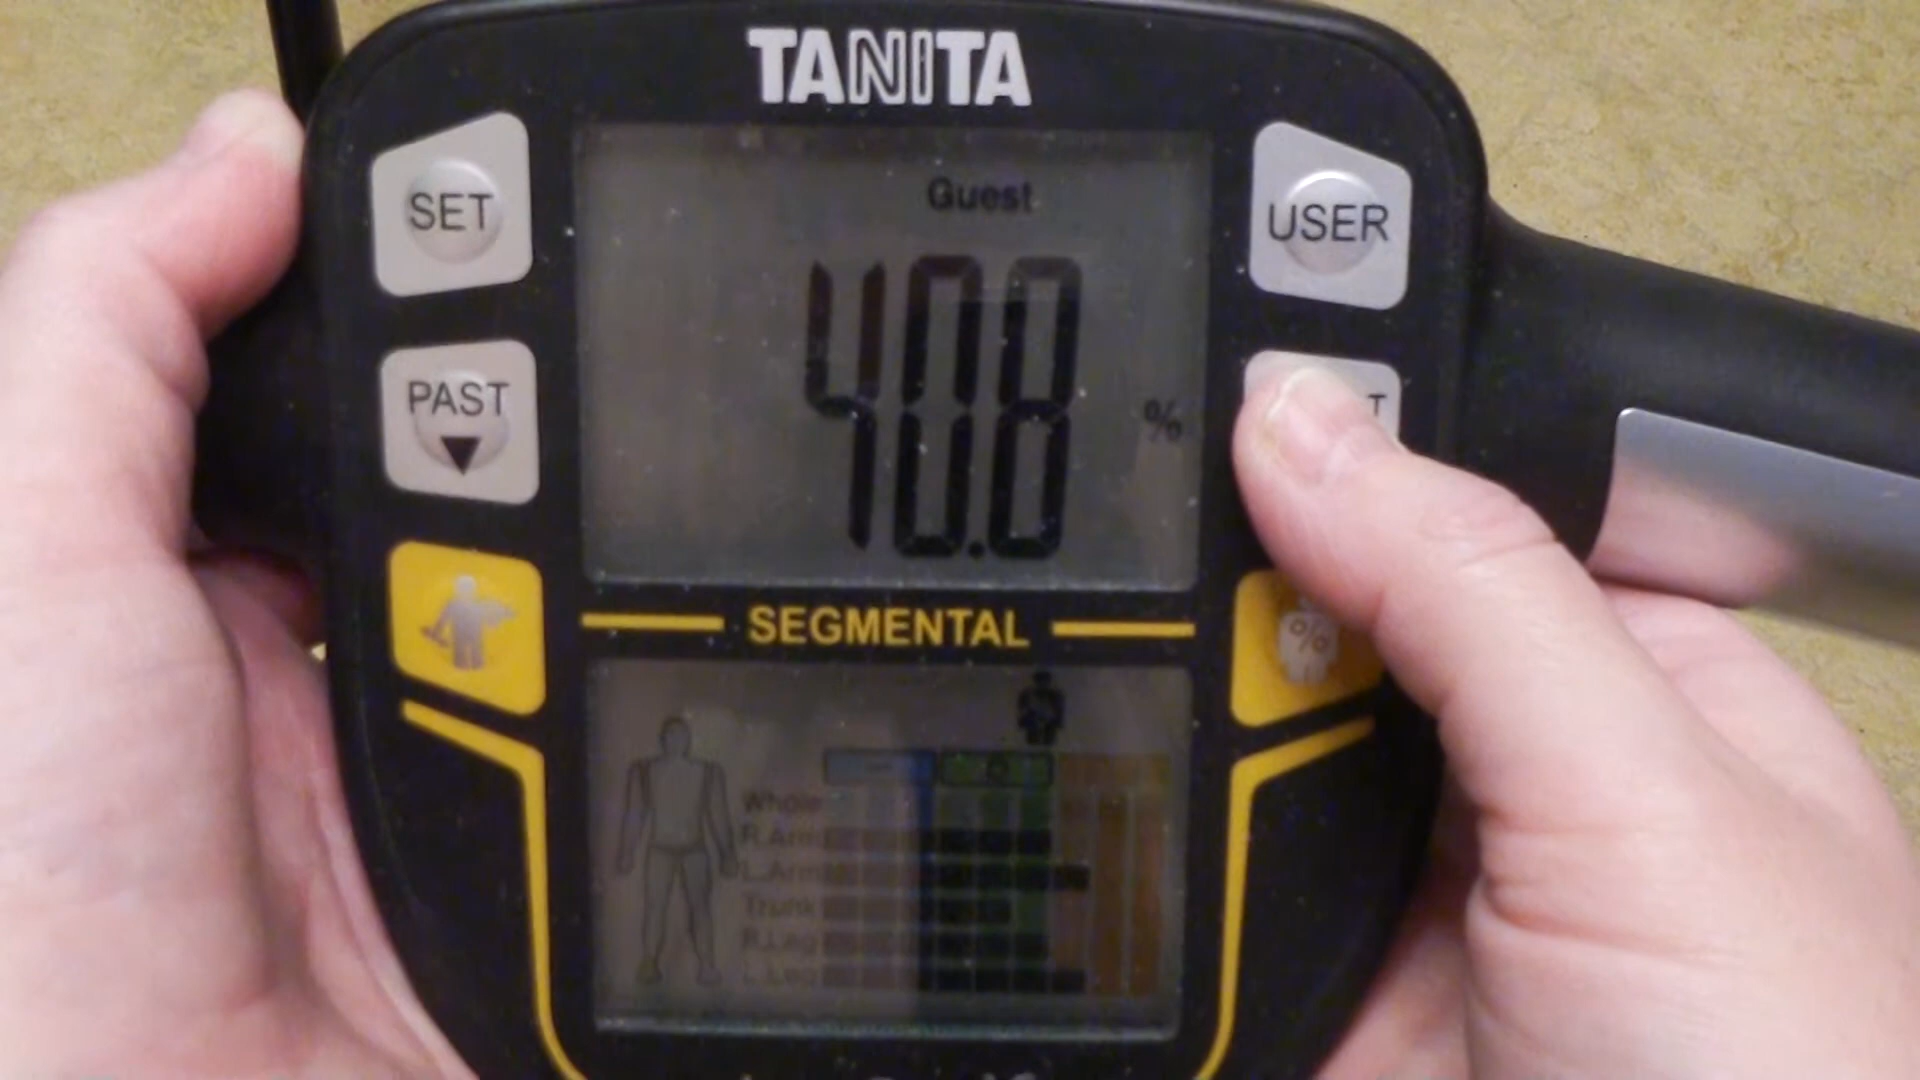 TANITA
SET
USER
Guest
40.8 %
PAST
SEGMENTAL
%
Whole
R.Arm
L.Arm
Trunk
R.Leg
L.Leg